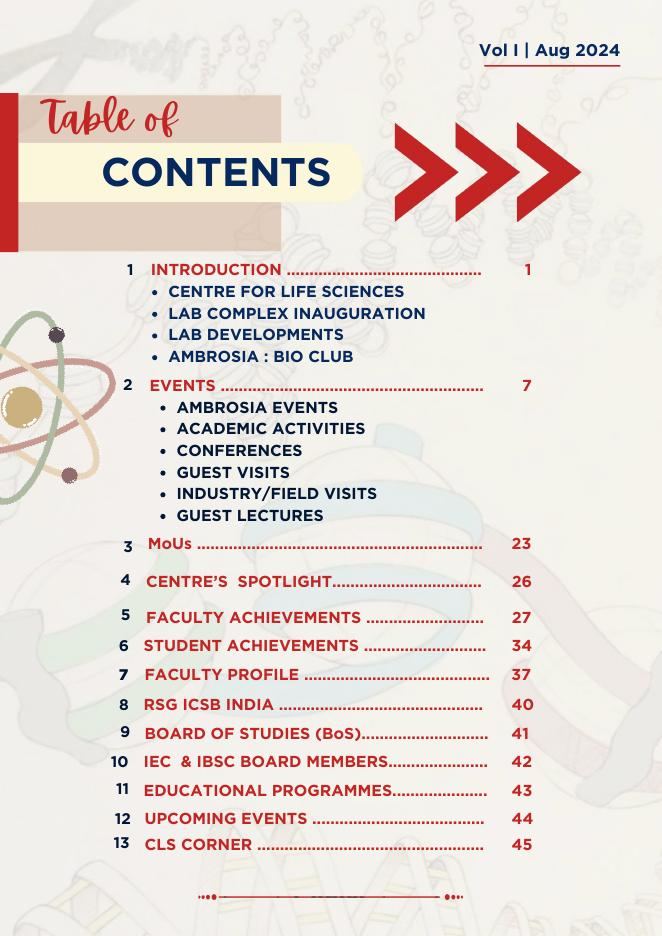 Vol I | Aug 2024
Table of
CONTENTS
1 INTRODUCTION ........................................... 1
• CENTRE FOR LIFE SCIENCES
• LAB COMPLEX INAUGURATION
• LAB DEVELOPMENTS
• AMBROSIA : BIO CLUB
2 EVENTS .......................................................... 7
• AMBROSIA EVENTS
• ACADEMIC ACTIVITIES
• CONFERENCES
• GUEST VISITS
• INDUSTRY/FIELD VISITS
• GUEST LECTURES
3 MoUs ............................................................... 23
4 CENTRE’S SPOTLIGHT................................. 26
5 FACULTY ACHIEVEMENTS .......................... 27
6 STUDENT ACHIEVEMENTS ........................... 34
7 FACULTY PROFILE ......................................... 37
8 RSG ICSB INDIA ............................................. 40
9 BOARD OF STUDIES (BoS)............................ 41
10 IEC & IBSC BOARD MEMBERS...................... 42
11 EDUCATIONAL PROGRAMMES..................... 43
12 UPCOMING EVENTS ...................................... 44
13 CLS CORNER .................................................. 45